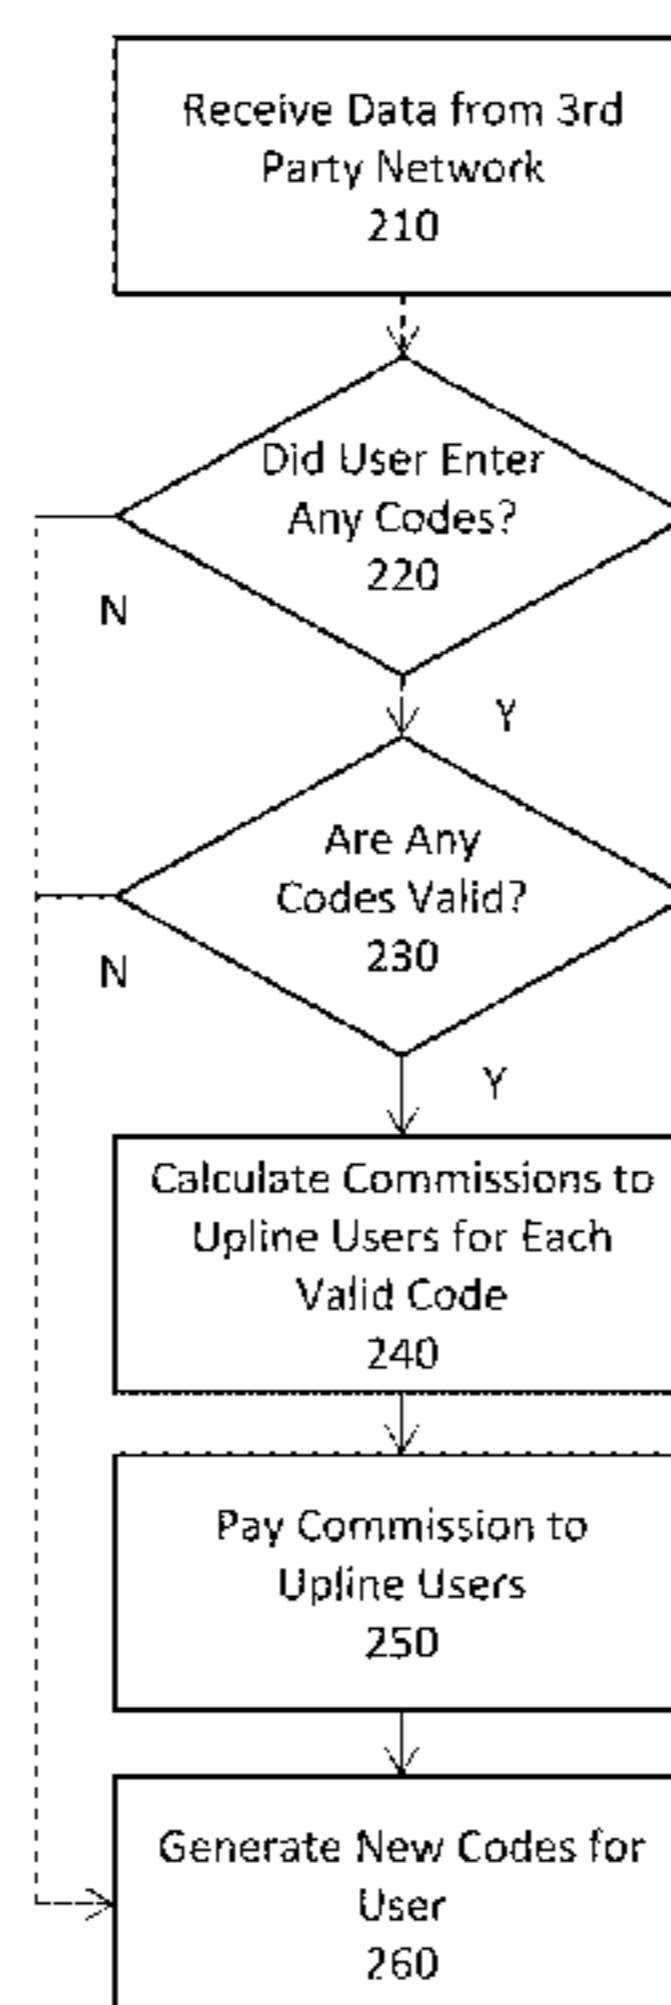 Receive Data from 3rd
Party Network
210
Did User Enter
Any Codes?
220
N
Y
Are Any
Codes Valid?
230
N
Y
Calculate Commissions to
Upline Users for Each
Valid Code
240
Pay Commission to
Upline Users
250
Generate New Codes for
User
260